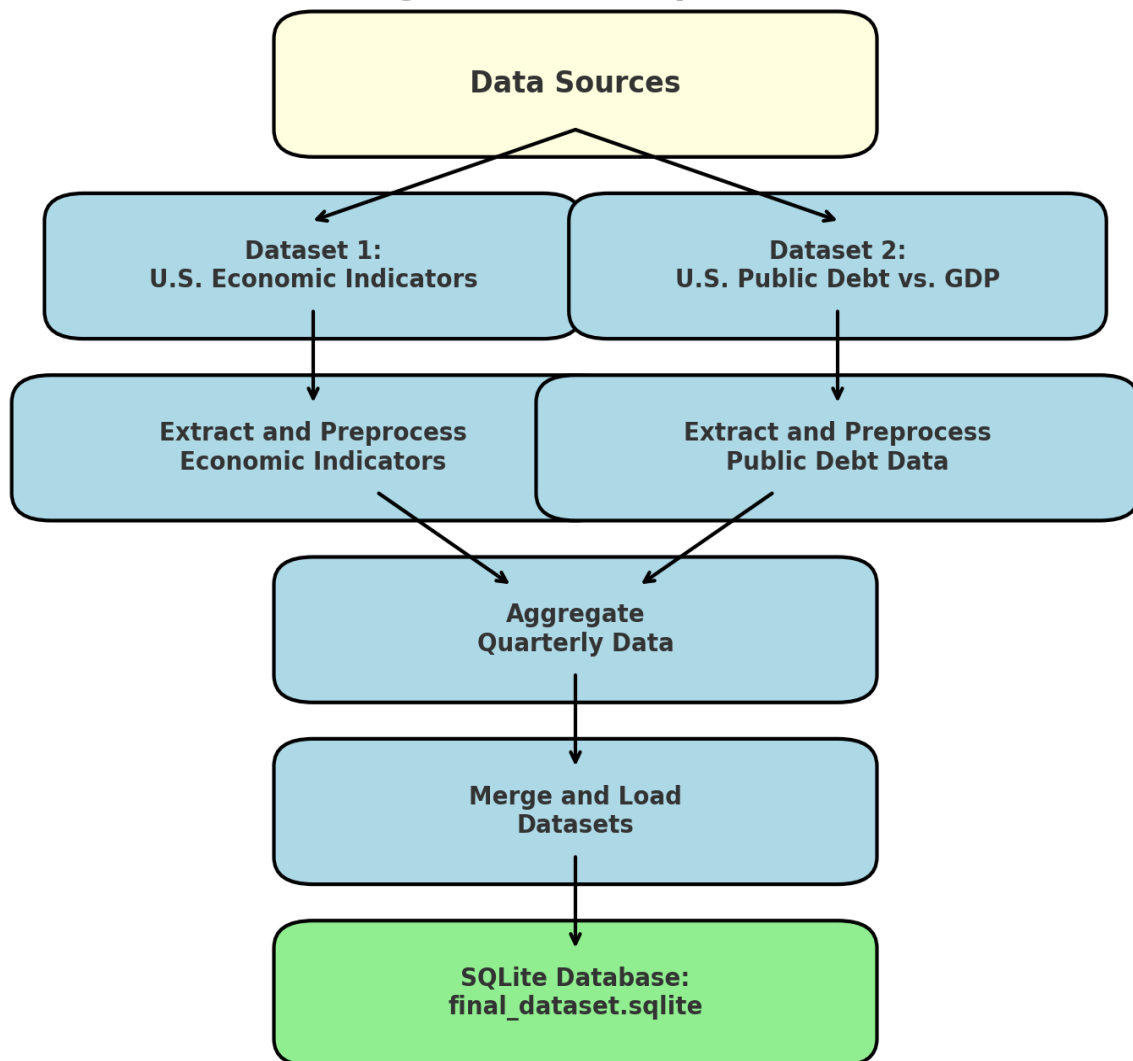 Data Sources
Dataset 1:
U.S. Economic Indicators
Dataset 2:
U.S. Public Debt vs. GDP
Extract and Preprocess
Economic Indicators
Extract and Preprocess
Public Debt Data
Aggregate
Quarterly Data
Merge and Load
Datasets
SQLite Database:
final_dataset.sqlite